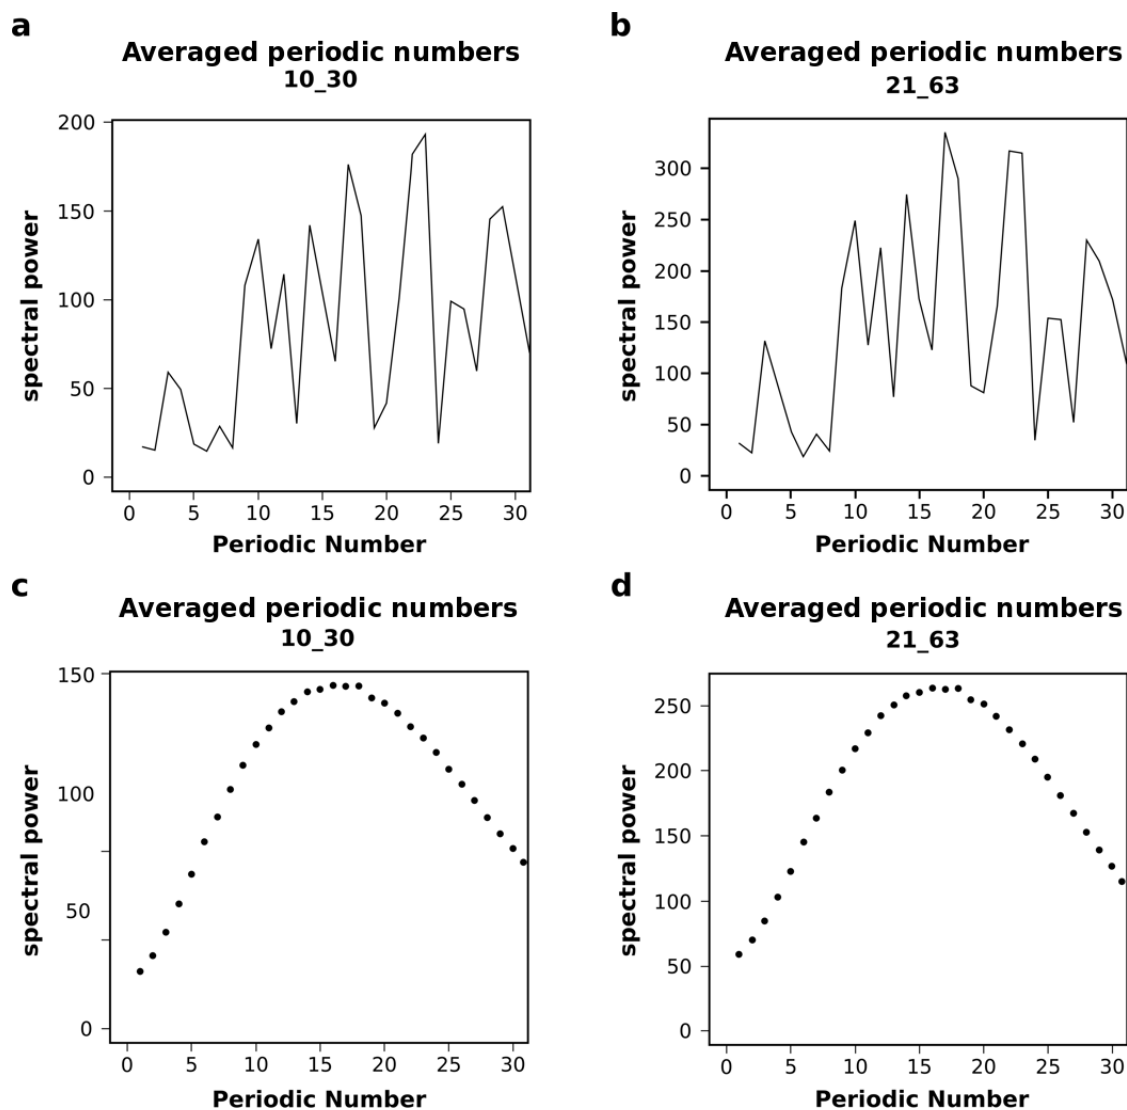 a
Averaged periodic numbers
10_30
200
150
100
50
0
spectral power
0 5 10 15 20 25 30
Periodic Number
b
Averaged periodic numbers
21_63
300
250
200
150
100
50
0
spectral power
0 5 10 15 20 25 30
Periodic Number
c
Averaged periodic numbers
10_30
150
100
50
0
spectral power
0 5 10 15 20 25 30
Periodic Number
d
Averaged periodic numbers
21_63
250
200
150
100
50
0
spectral power
0 5 10 15 20 25 30
Periodic Number